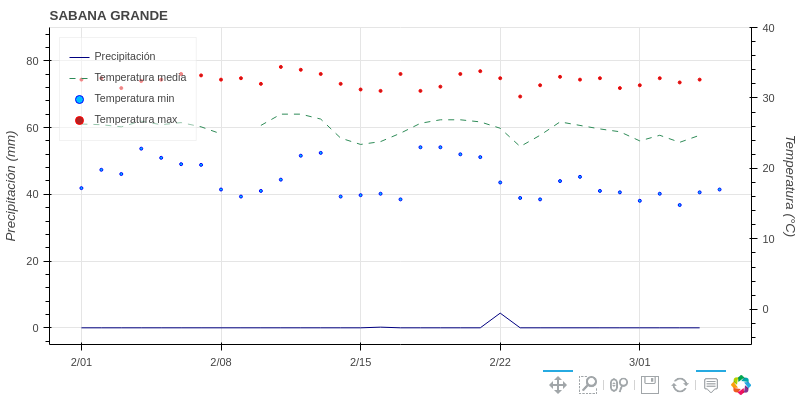 SABANA GRANDE
Precipitación
Temperatura media
Temperatura min
Temperatura max
Precipitación (mm)
80
60
40
20
0
Temperatura (°C)
40
30
20
10
0
2/01
2/08
2/15
2/22
3/01